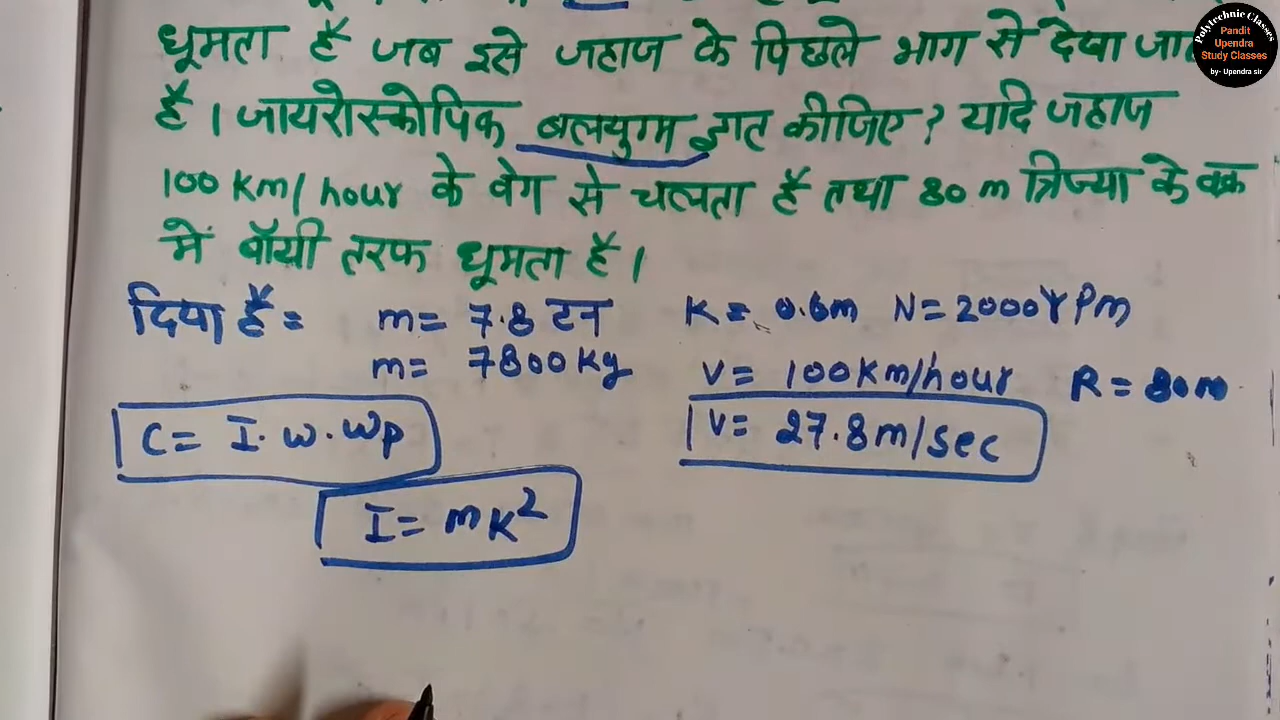 धूमता है जब इसे जहाज के पिछले भाग से देखा जात
है। जायरोस्कोपिक बलयुग्म ज्ञात कीजिए? यदि जहाज
100 Km/hour के वेग से चलता है तथा 80 m त्रिज्या के वक्र
में बॉयी तरफ धूमता है।
दिया है = m = 7.8 टन K = 0.6m N = 2000 rpm
m = 7800 Kg V = 100 Km/hour R = 80m
C = I. ω. ωp V = 27.8 m/sec
I = mK²
Polytechnic Classes
Pandit
Upendra
Study Classes
by- Upendra sir